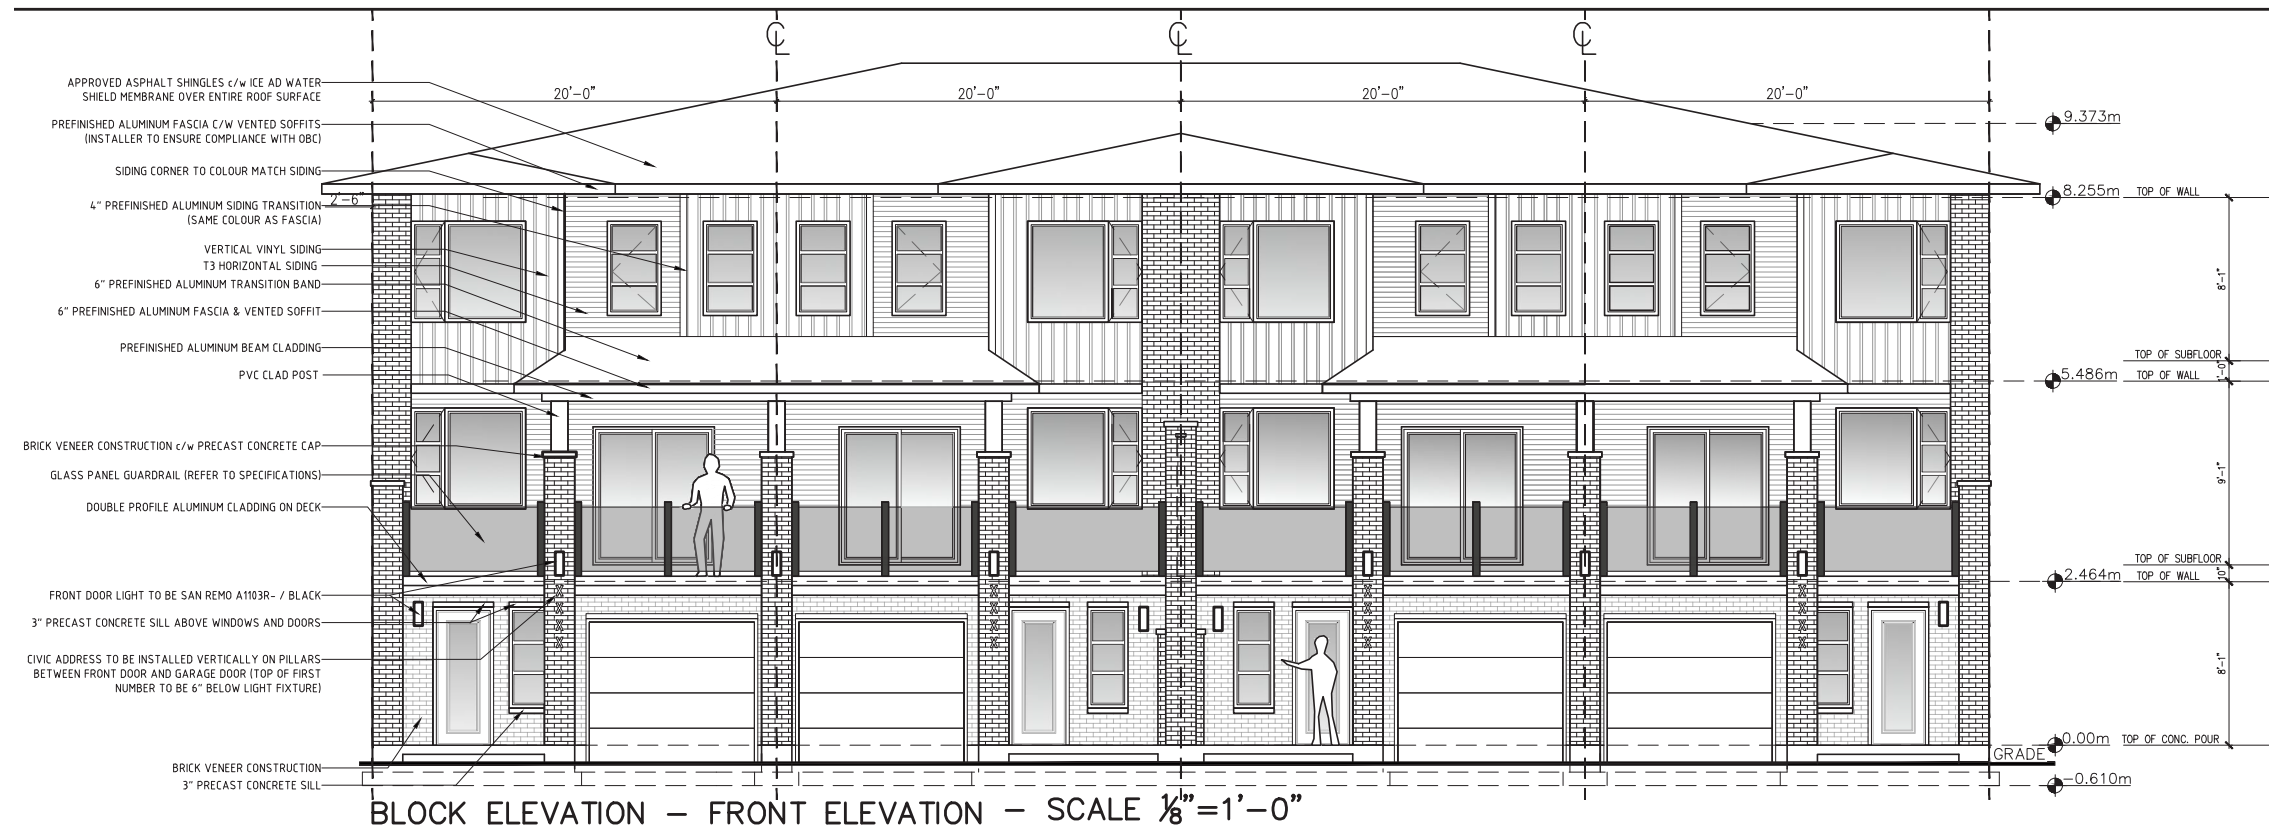 ℄ ℄ ℄
20'-0" 20'-0" 20'-0" 20'-0"
APPROVED ASPHALT SHINGLES c/w ICE AD WATER
SHIELD MEMBRANE OVER ENTIRE ROOF SURFACE
PREFINISHED ALUMINUM FASCIA C/W VENTED SOFFITS
(INSTALLER TO ENSURE COMPLIANCE WITH OBC)
SIDING CORNER TO COLOUR MATCH SIDING
2'-6"
4" PREFINISHED ALUMINUM SIDING TRANSITION
(SAME COLOUR AS FASCIA)
VERTICAL VINYL SIDING
T3 HORIZONTAL SIDING
6" PREFINISHED ALUMINUM TRANSITION BAND
6" PREFINISHED ALUMINUM FASCIA & VENTED SOFFIT
PREFINISHED ALUMINUM BEAM CLADDING
PVC CLAD POST
BRICK VENEER CONSTRUCTION c/w PRECAST CONCRETE CAP
GLASS PANEL GUARDRAIL (REFER TO SPECIFICATIONS)
DOUBLE PROFILE ALUMINUM CLADDING ON DECK
FRONT DOOR LIGHT TO BE SAN REMO A1103R- / BLACK
3" PRECAST CONCRETE SILL ABOVE WINDOWS AND DOORS
CIVIC ADDRESS TO BE INSTALLED VERTICALLY ON PILLARS
BETWEEN FRONT DOOR AND GARAGE DOOR (TOP OF FIRST
NUMBER TO BE 6" BELOW LIGHT FIXTURE)
BRICK VENEER CONSTRUCTION
3" PRECAST CONCRETE SILL
9.373m
8.255m TOP OF WALL
8'-1"
TOP OF SUBFLOOR
1'-0"
5.486m TOP OF WALL
9'-1"
TOP OF SUBFLOOR
10"
2.464m TOP OF WALL
8'-1"
0.00m TOP OF CONC. POUR
GRADE
-0.610m
BLOCK ELEVATION - FRONT ELEVATION - SCALE ⅛"=1'-0"